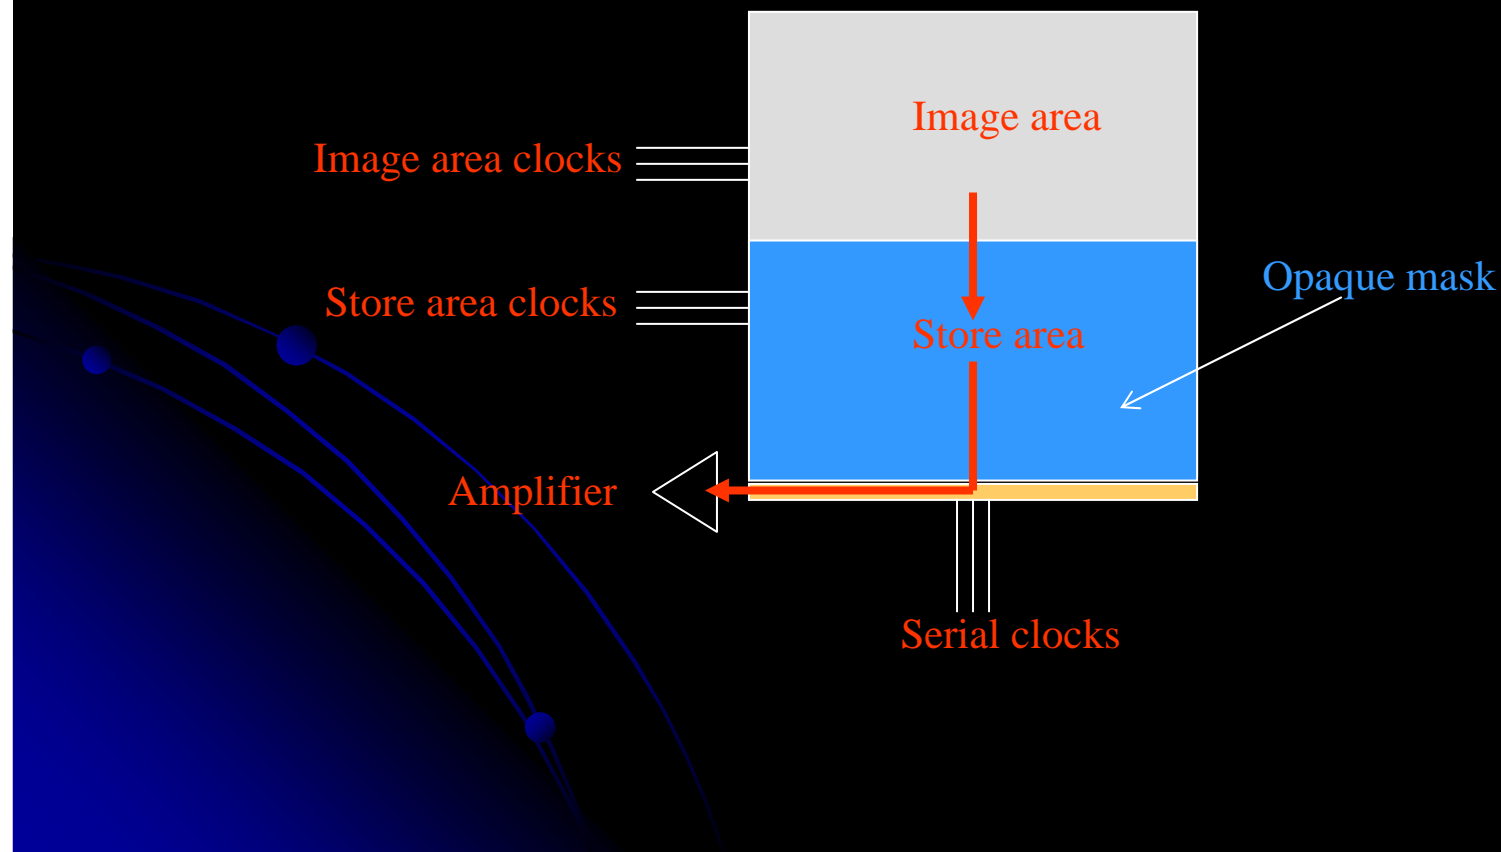 Image area
Image area clocks
Opaque mask
Store area clocks
Store area
Amplifier
Serial clocks